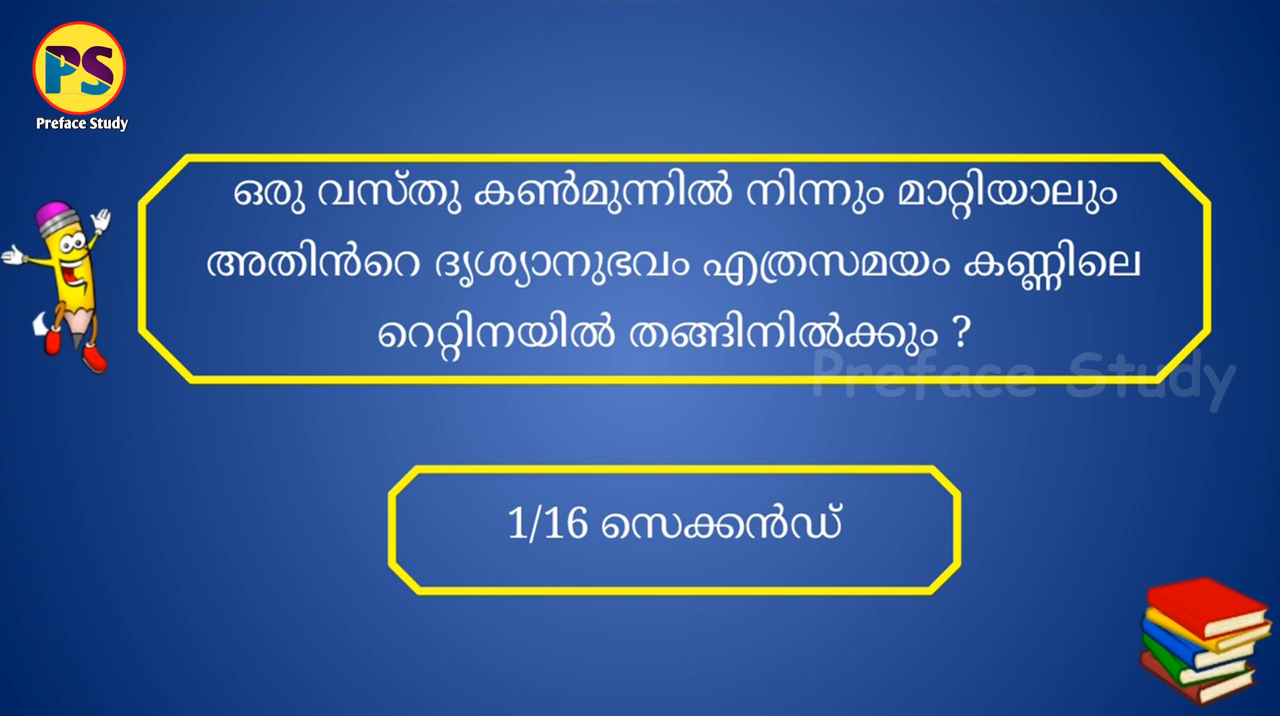 PS
Preface Study
ഒരു വസ്തു കൺമുന്നിൽ നിന്നും മാറ്റിയാലും
അതിൻറെ ദൃശ്യാനുഭവം എത്രസമയം കണ്ണിലെ
റെറ്റിനയിൽ തങ്ങിനിൽക്കും ?
Preface Study
1/16 സെക്കൻഡ്